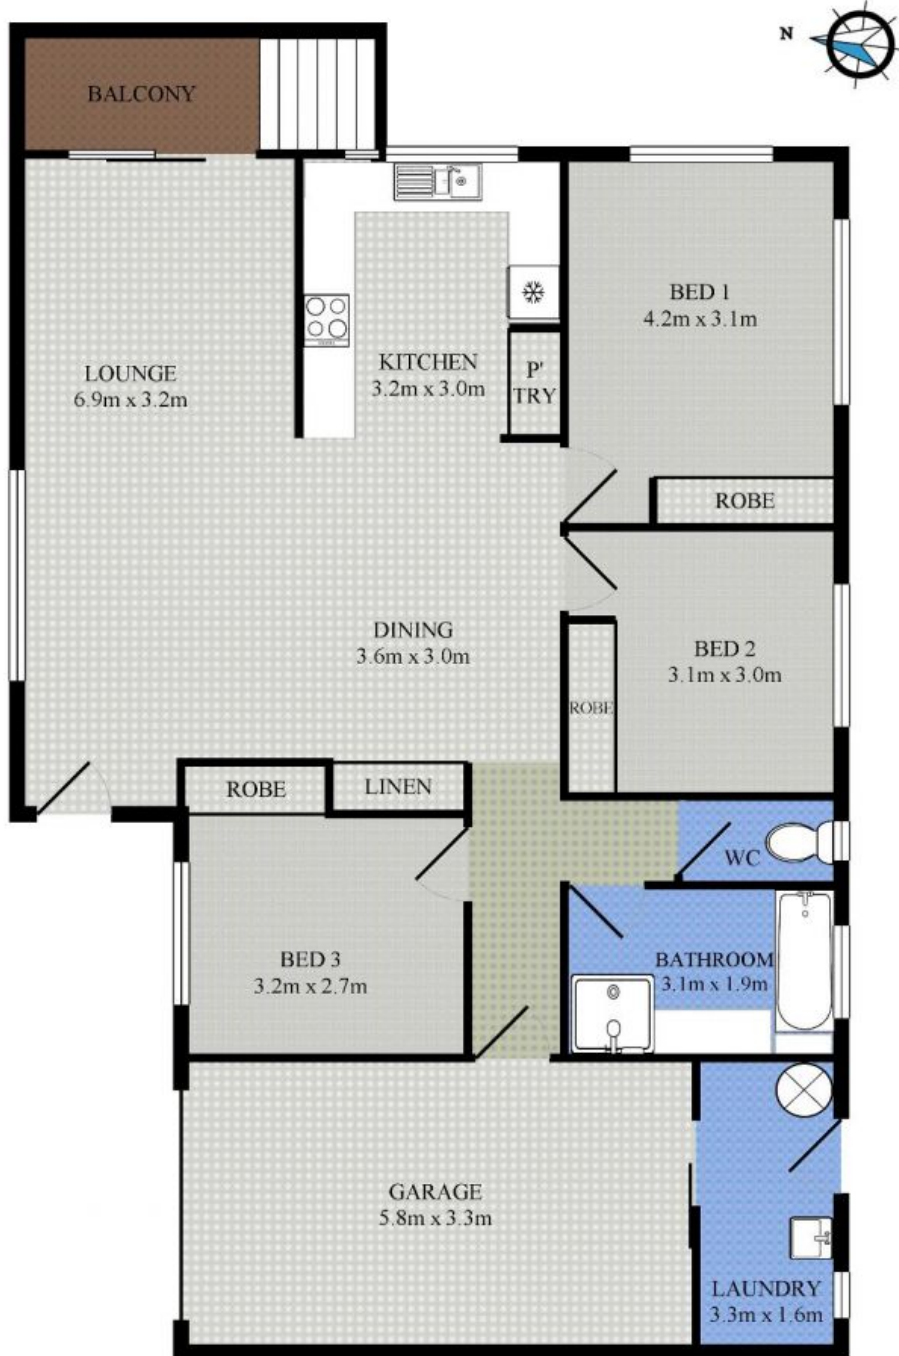 N
BALCONY
BED 1
4.2m x 3.1m
KITCHEN
3.2m x 3.0m
P'
TRY
LOUNGE
6.9m x 3.2m
ROBE
DINING
3.6m x 3.0m
BED 2
3.1m x 3.0m
ROBE
ROBE
LINEN
WC
BED 3
3.2m x 2.7m
BATHROOM
3.1m x 1.9m
GARAGE
5.8m x 3.3m
LAUNDRY
3.3m x 1.6m